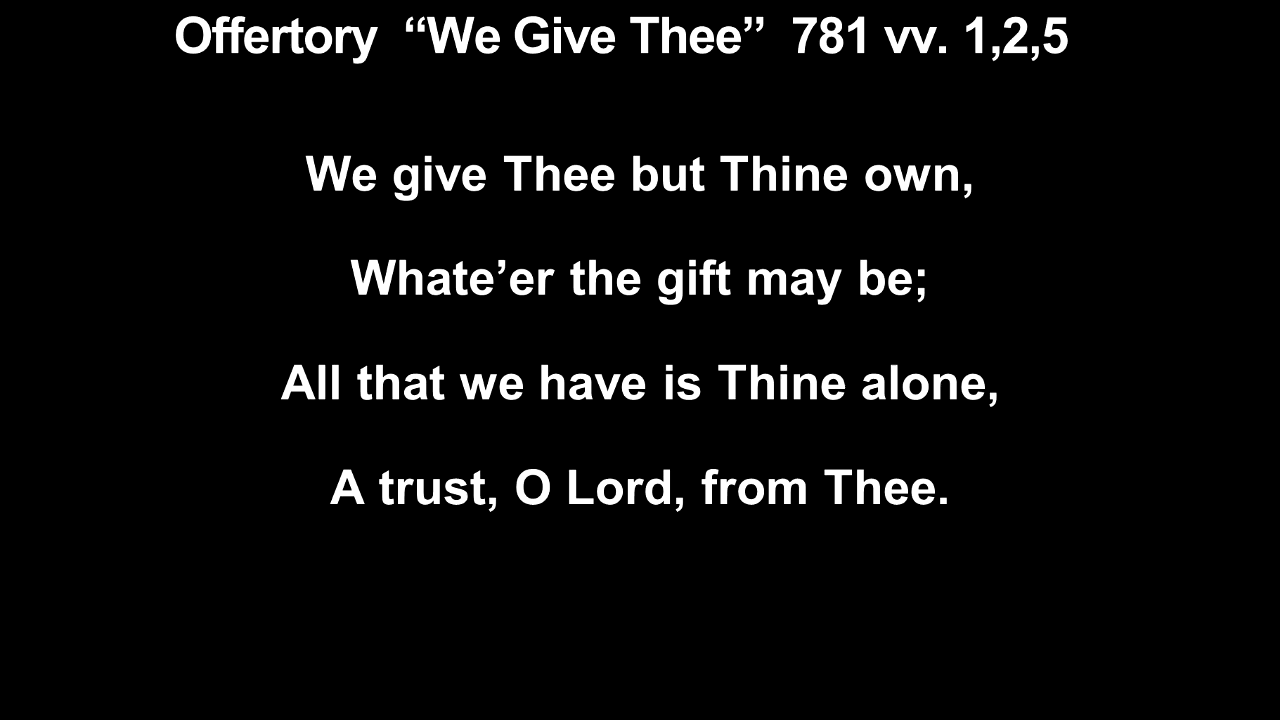 Offertory “We Give Thee” 781 vv. 1,2,5
We give Thee but Thine own,
Whate’er the gift may be;
All that we have is Thine alone,
A trust, O Lord, from Thee.